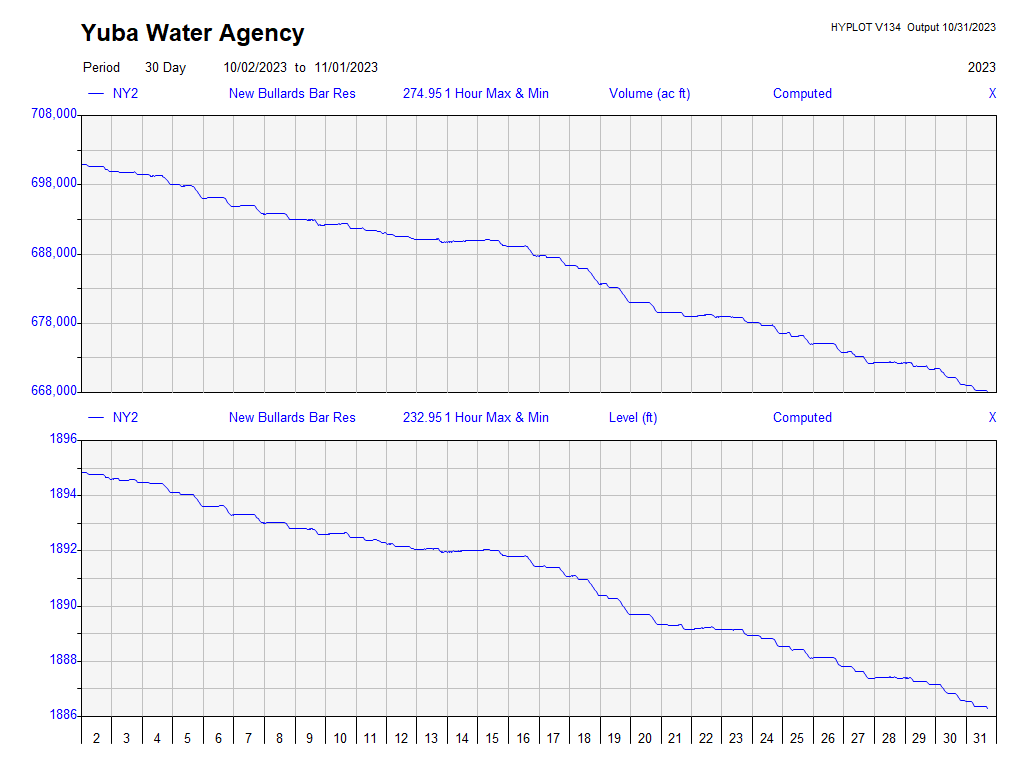 Yuba Water Agency
HYPLOT V134 Output 10/31/2023
Period 30 Day 10/02/2023 to 11/01/2023 2023
NY2 New Bullards Bar Res 274.95 1 Hour Max & Min Volume (ac ft) Computed X
708,000
698,000
688,000
678,000
668,000
NY2 New Bullards Bar Res 232.95 1 Hour Max & Min Level (ft) Computed X
1896
1894
1892
1890
1888
1886
2 3 4 5 6 7 8 9 10 11 12 13 14 15 16 17 18 19 20 21 22 23 24 25 26 27 28 29 30 31